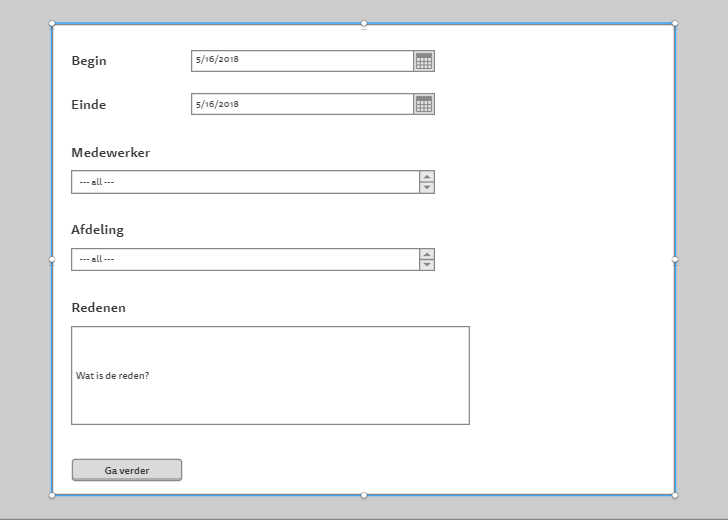 Begin
5/16/2018
Einde
5/16/2018
Medewerker
--- all ---
Afdeling
--- all ---
Redenen
Wat is de reden?
Ga verder